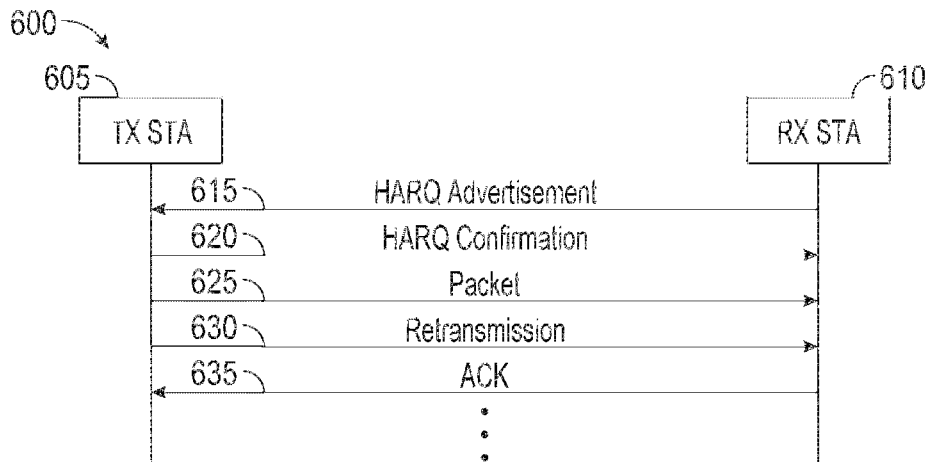 600
605
610
TX STA
RX STA
615
HARQ Advertisement
620
HARQ Confirmation
625
Packet
630
Retransmission
635
ACK